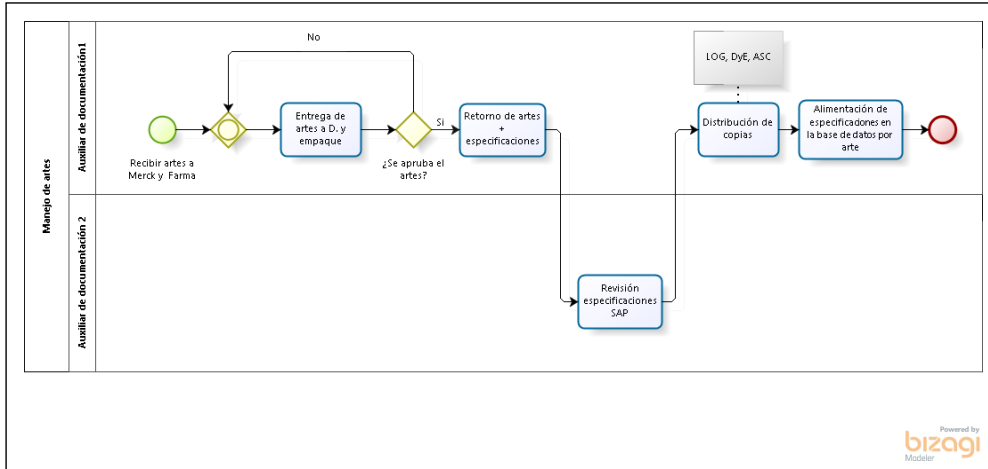 Manejo de artes
Auxiliar de documentación1
No
Recibir artes a
Merck y Farma
Entrega de
artes a D. y
empaque
¿Se apruba el
artes?
Si
Retorno de artes
+
especificaciones
LOG, DyE, ASC
Distribución de
copias
Alimentación de
especificadones en
la base de datos por
arte
Auxiliar de documentación 2
Revisión
especificaciones
SAP
Powered by
bizagi
Modeler